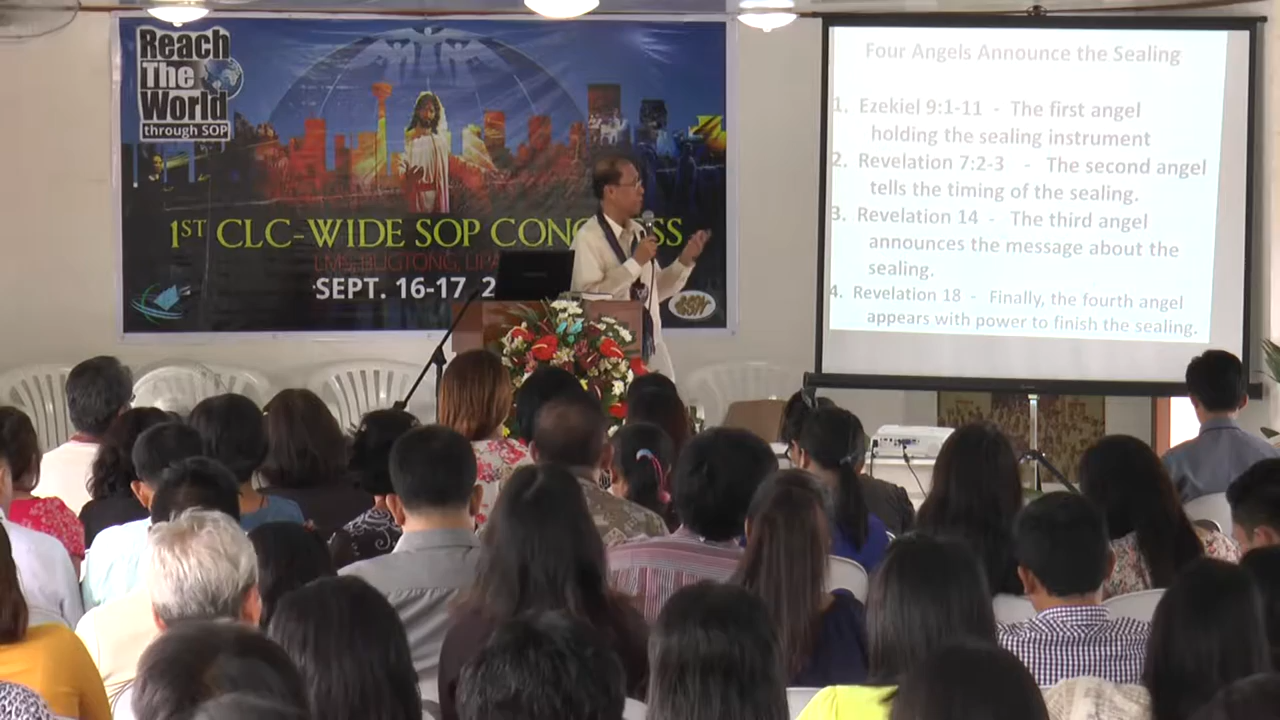 Reach
The
World
through SOP
1ST CLC-WIDE SOP
LMS, BUGTONG,
SEPT. 16-17
Four Angels Announce the Sealing
1. Ezekiel 9:1-11 - The first angel
holding the sealing instrument
2. Revelation 7:2-3 - The second angel
tells the timing of the sealing.
3. Revelation 14 - The third angel
announces the message about the
sealing.
4. Revelation 18 - Finally, the fourth angel
appears with power to finish the sealing.